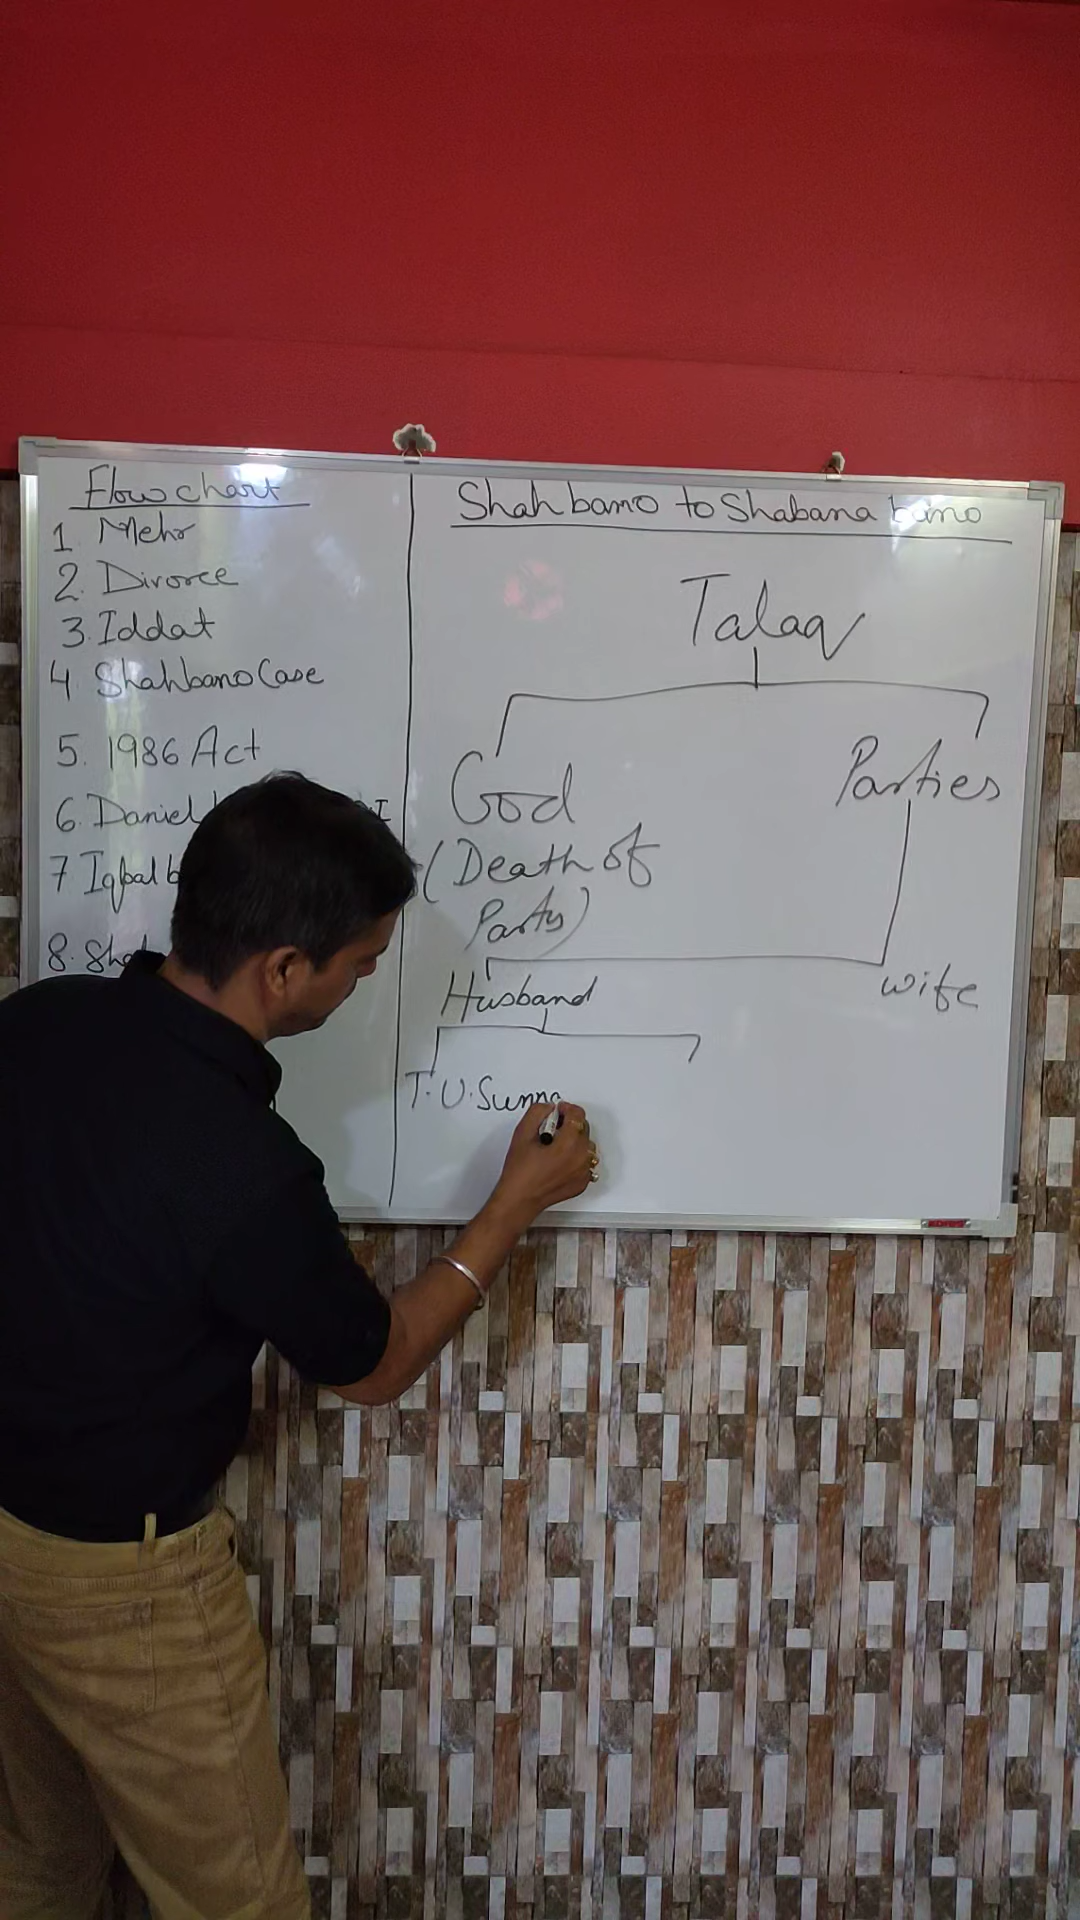 Flow chart
1 Mehr
2. Divorce
3. Iddat
4 Shahbano Case
5. 1986 Act
6. Daniel
7 Iqbal b
8. Sha
Shahbano to Shabana bano
Talaq
God
Parties
(Death of
Party)
Husband
wife
T.U.Sunna